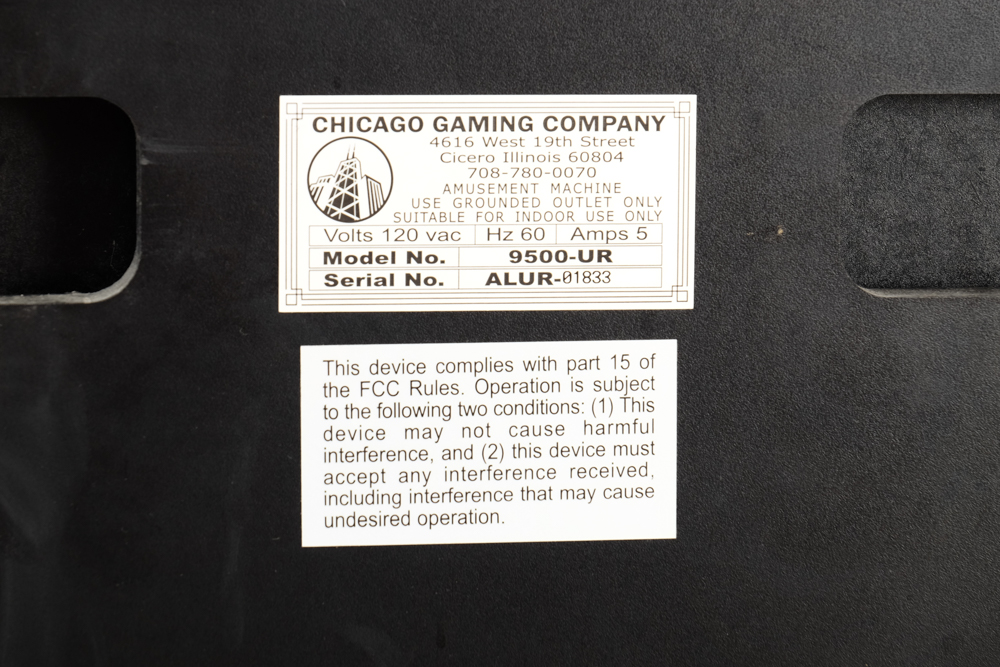 CHICAGO GAMING COMPANY
4616 West 19th Street
Cicero Illinois 60804
708-780-0070
AMUSEMENT MACHINE
USE GROUNDED OUTLET ONLY
SUITABLE FOR INDOOR USE ONLY
Volts 120 vac Hz 60 Amps 5
Model No. 9500-UR
Serial No. ALUR-01833
This device complies with part 15 of
the FCC Rules. Operation is subject
to the following two conditions: (1) This
device may not cause harmful
interference, and (2) this device must
accept any interference received,
including interference that may cause
undesired operation.